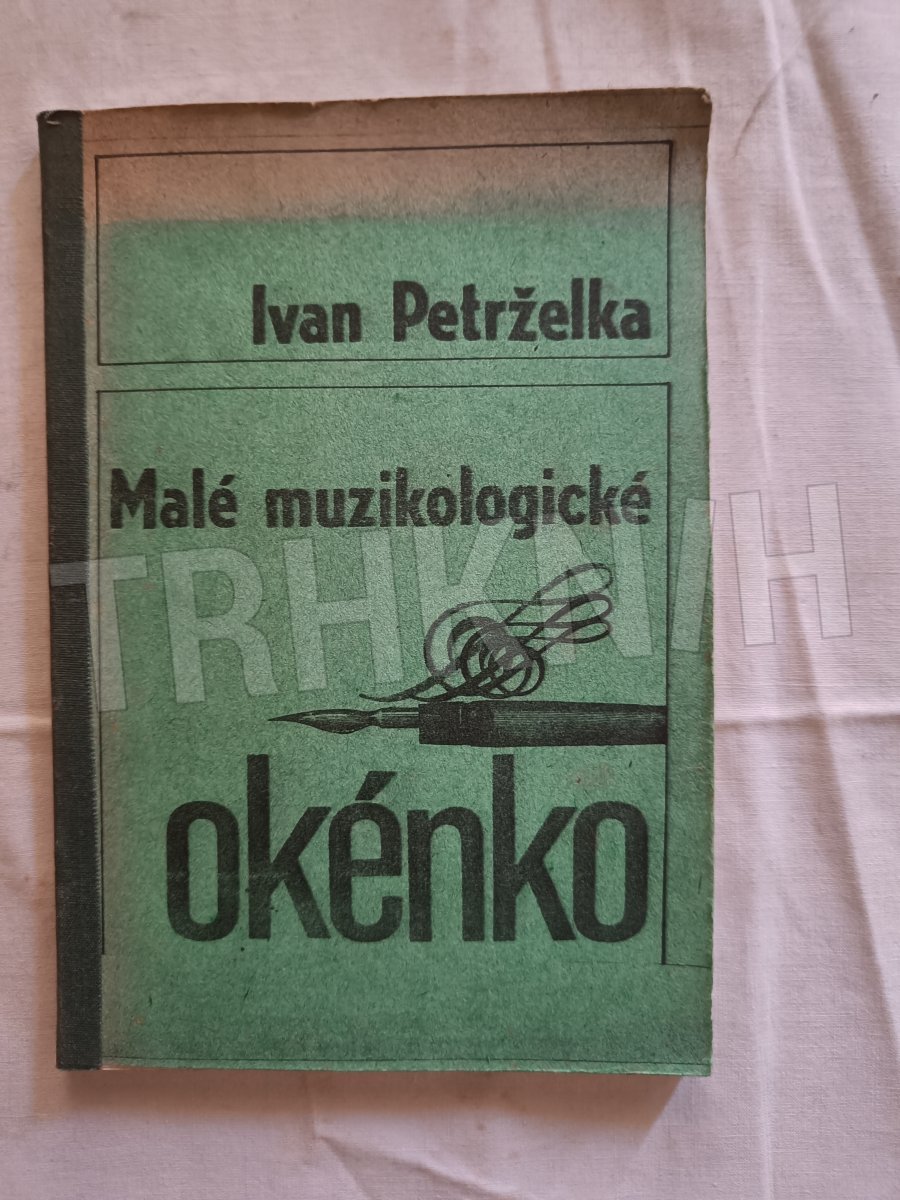 Ivan Petrželka
Malé muzikologické
TRHKNIH
okénko